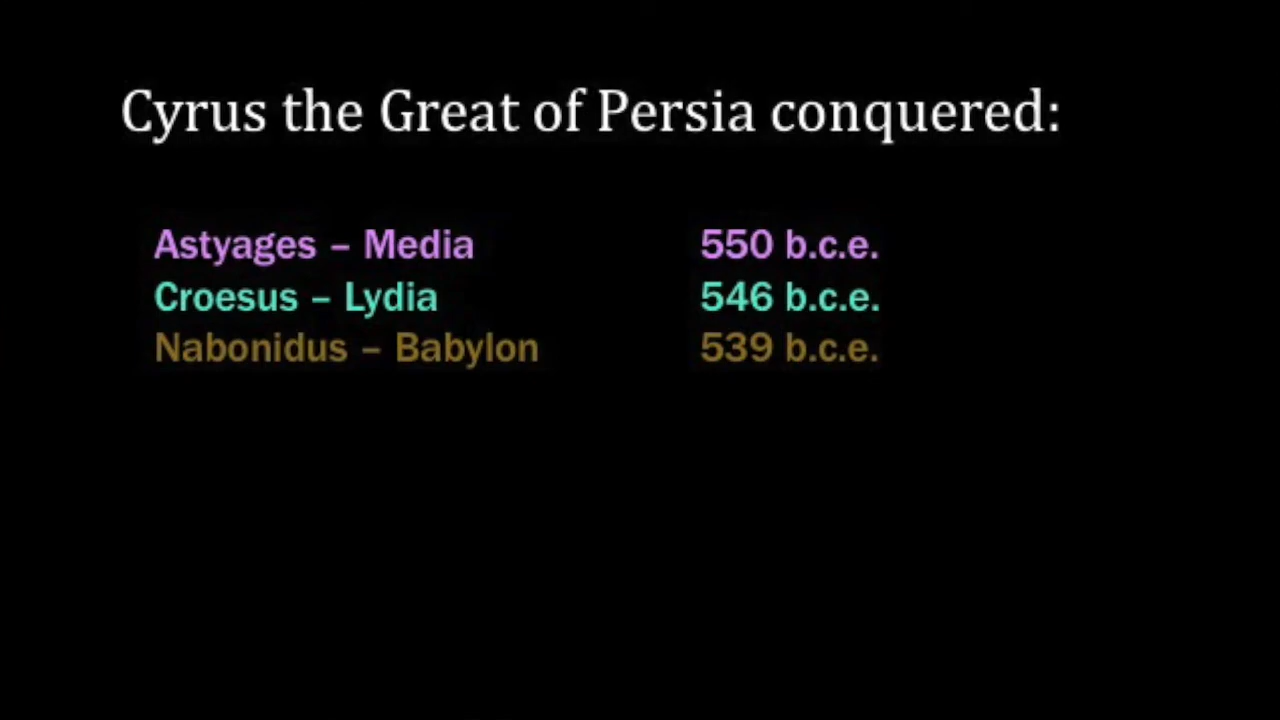 Cyrus the Great of Persia conquered:
Astyages – Media 550 b.c.e.
Croesus – Lydia 546 b.c.e.
Nabonidus – Babylon 539 b.c.e.